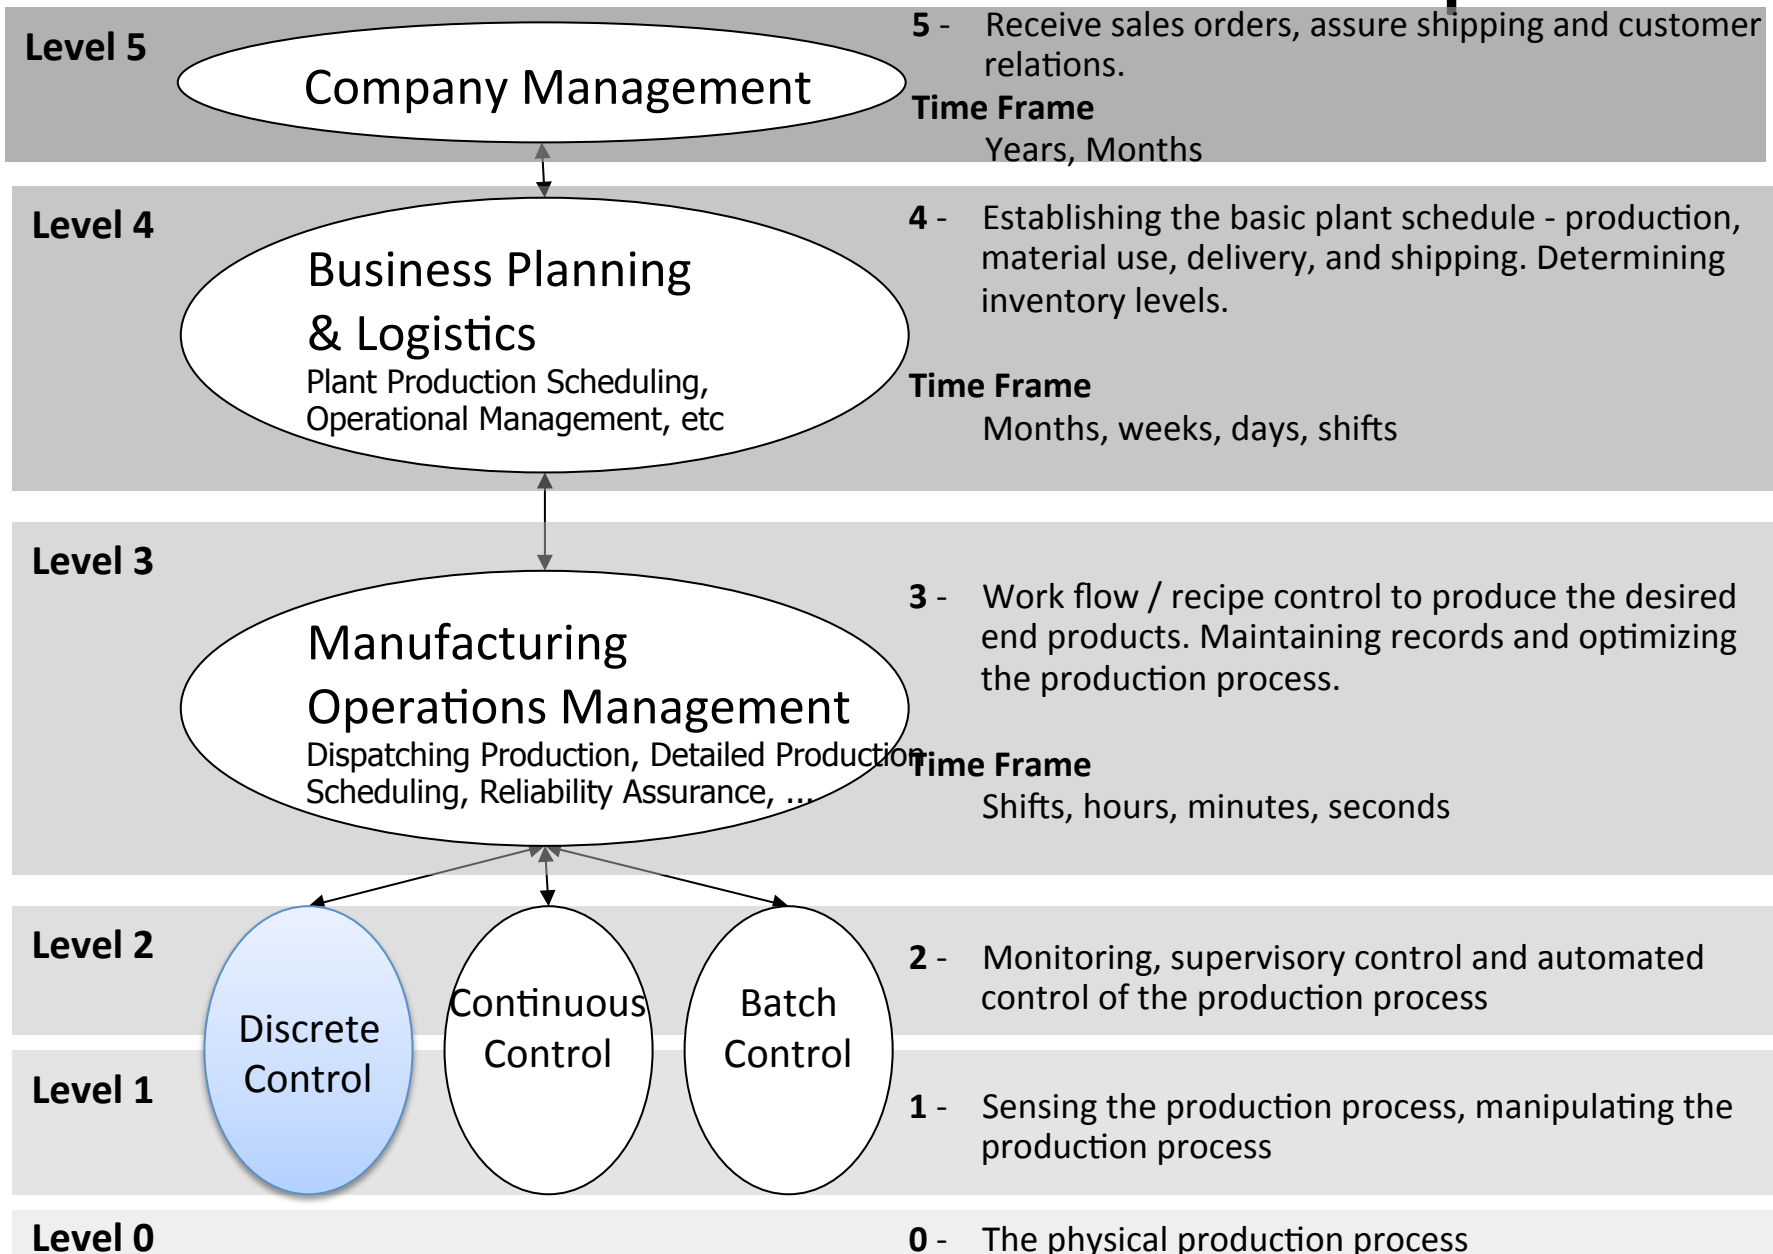 Level 5
Company Management
5 - Receive sales orders, assure shipping and customer
relations.
Time Frame
Years, Months
Level 4
Business Planning
& Logistics
Plant Production Scheduling,
Operational Management, etc
4 - Establishing the basic plant schedule - production,
material use, delivery, and shipping. Determining
inventory levels.
Time Frame
Months, weeks, days, shifts
Level 3
Manufacturing
Operations Management
Dispatching Production, Detailed Production
Scheduling, Reliability Assurance, ...
3 - Work flow / recipe control to produce the desired
end products. Maintaining records and optimizing
the production process.
Time Frame
Shifts, hours, minutes, seconds
Level 2
Discrete
Control
Continuous
Control
Batch
Control
2 - Monitoring, supervisory control and automated
control of the production process
Level 1
1 - Sensing the production process, manipulating the
production process
Level 0
0 - The physical production process